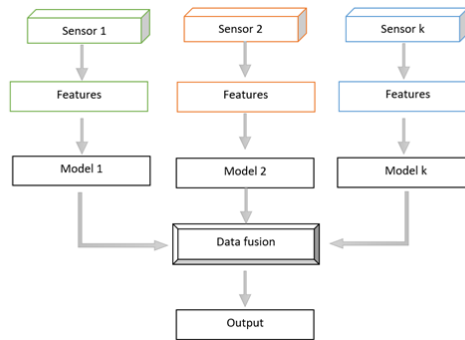 Sensor 1
Sensor 2
Sensor k
Features
Features
Features
Model 1
Model 2
Model k
Data fusion
Output